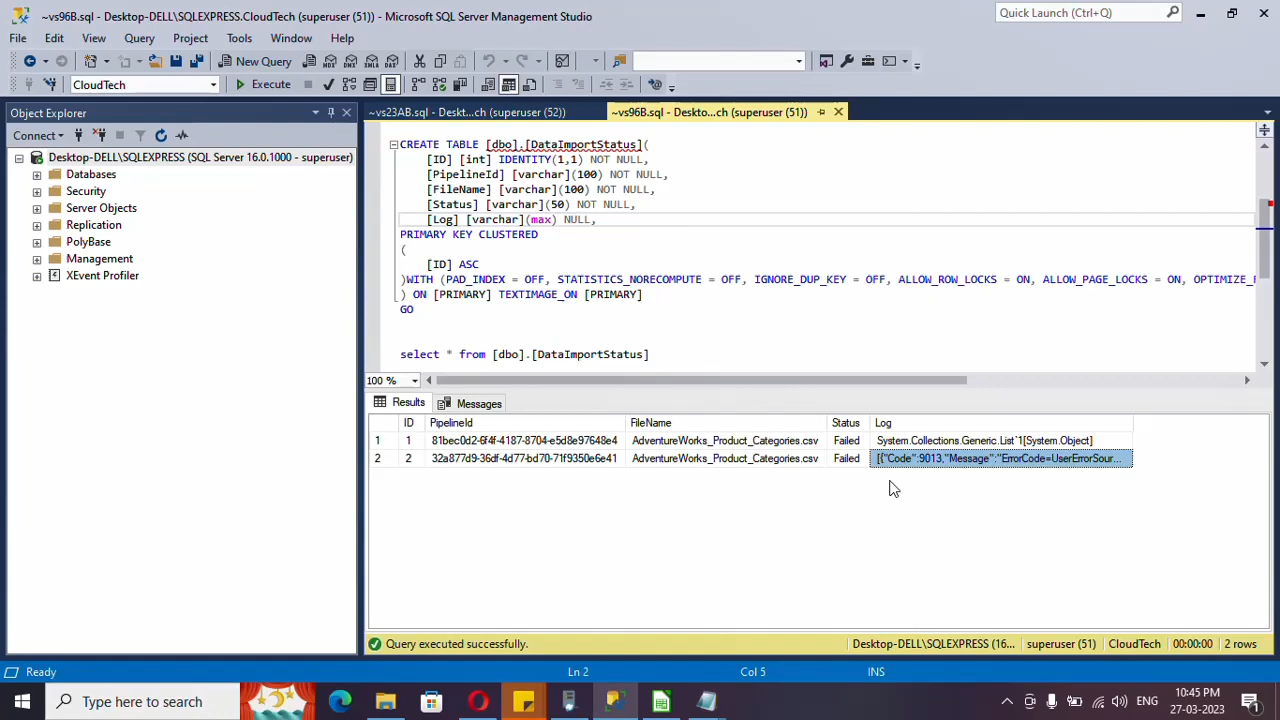 ~vs96B.sql - Desktop-DELL\SQLEXPRESS.CloudTech (superuser (51)) - Microsoft SQL Server Management Studio
Quick Launch (Ctrl+Q)
File Edit View Query Project Tools Window Help
New Query
CloudTech
Execute
Object Explorer
~vs23AB.sql - Deskt...ch (superuser (52))
~vs96B.sql - Deskto...ch (superuser (51))
Connect
Desktop-DELL\SQLEXPRESS (SQL Server 16.0.1000 - superuser)
Databases
Security
Server Objects
Replication
PolyBase
Management
XEvent Profiler
CREATE TABLE [dbo].[DataImportStatus](
[ID] [int] IDENTITY(1,1) NOT NULL,
[PipelineId] [varchar](100) NOT NULL,
[FileName] [varchar](100) NOT NULL,
[Status] [varchar](50) NOT NULL,
[Log] [varchar](max) NULL,
PRIMARY KEY CLUSTERED
(
[ID] ASC
)WITH (PAD_INDEX = OFF, STATISTICS_NORECOMPUTE = OFF, IGNORE_DUP_KEY = OFF, ALLOW_ROW_LOCKS = ON, ALLOW_PAGE_LOCKS = ON, OPTIMIZE_F
) ON [PRIMARY] TEXTIMAGE_ON [PRIMARY]
GO
select * from [dbo].[DataImportStatus]
100 %
Results Messages
ID PipelineId FileName Status Log
1 1 81bec0d2-6f4f-4187-8704-e5d8e97648e4 AdventureWorks_Product_Categories.csv Failed System.Collections.Generic.List`1[System.Object]
2 2 32a877d9-36df-4d77-bd70-71f9350e6e41 AdventureWorks_Product_Categories.csv Failed [{"Code":9013,"Message":"ErrorCode=UserErrorSour...
Query executed successfully.
Desktop-DELL\SQLEXPRESS (16... superuser (51) CloudTech 00:00:00 2 rows
Ready Ln 2 Col 5 INS
Type here to search
ENG
10:45 PM
27-03-2023
1